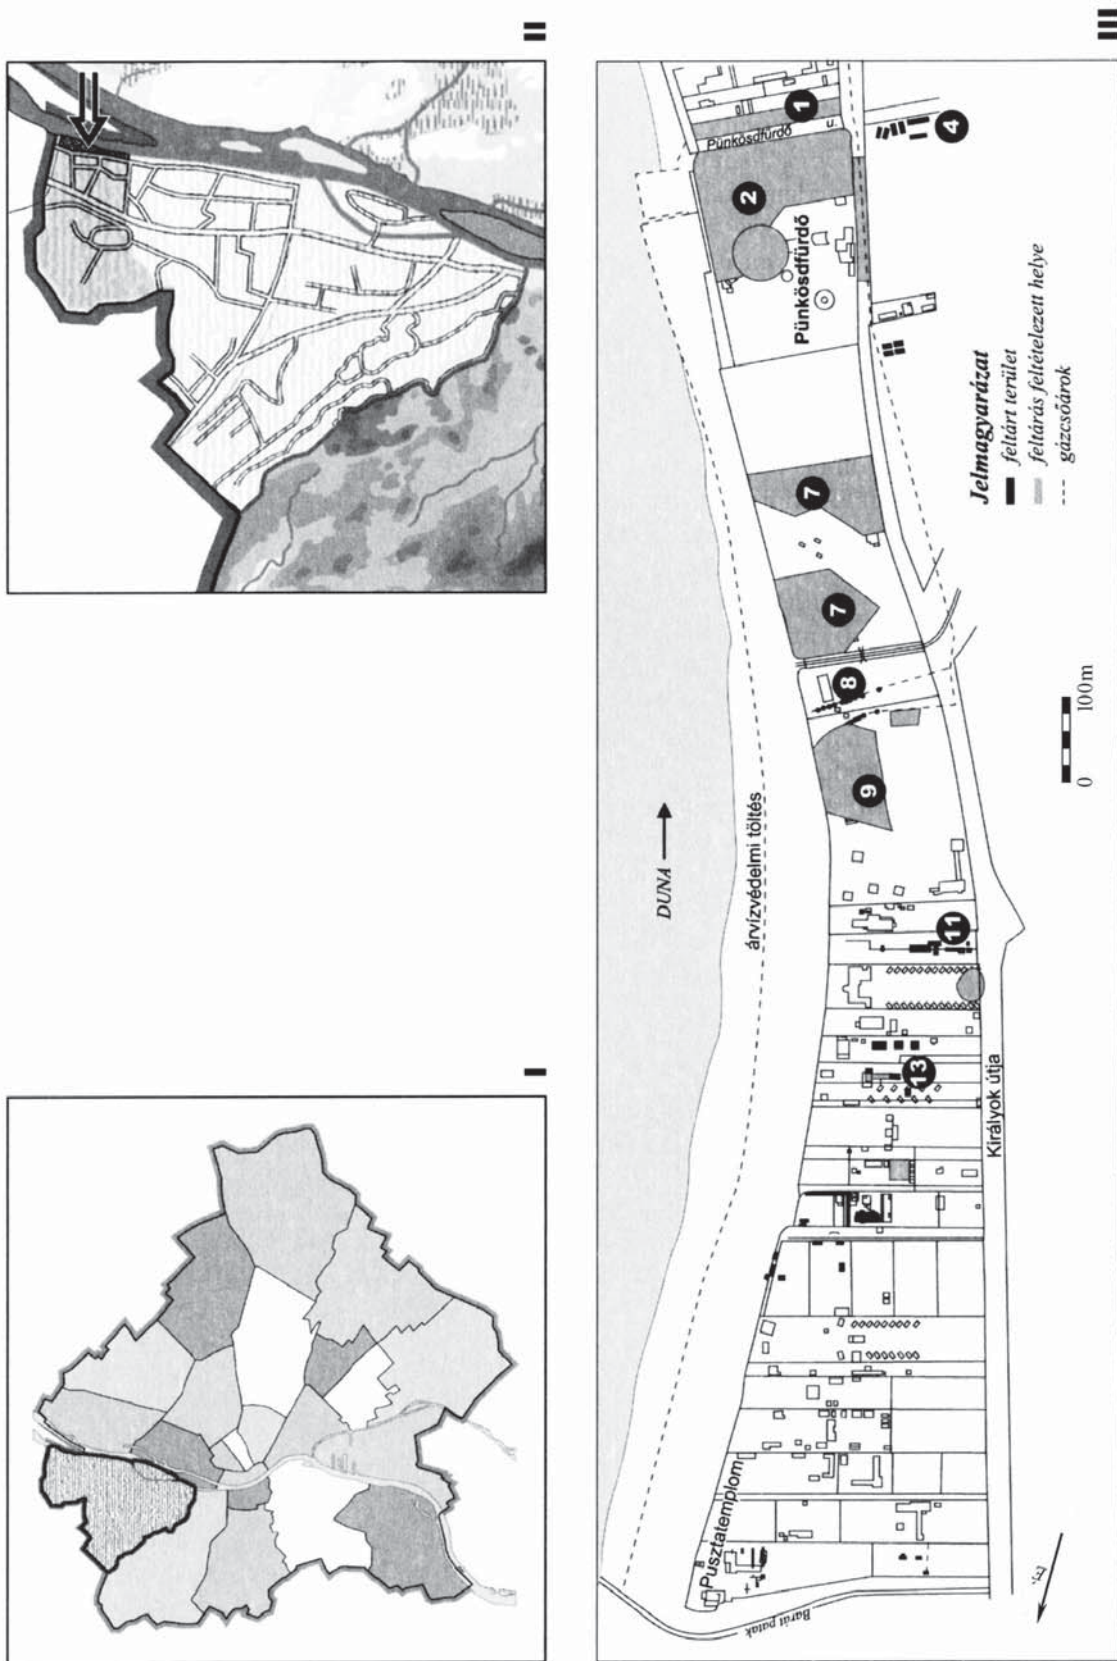 I
II
III
DUNA
árvízvédelmi töltés
Pusztatemplom
Barát patak
Királyok útja
Pünkösdfürdő
Pünkösdfürdő u.
1
2
4
7
7
8
9
11
13
0 100m
Jelmagyarázat
feltárt terület
feltárás feltételezett helye
gázcsőárok